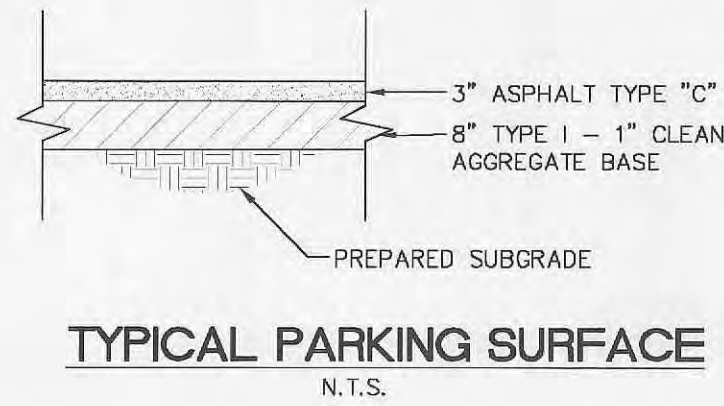 3" ASPHALT TYPE "C"
8" TYPE I – 1" CLEAN
AGGREGATE BASE
PREPARED SUBGRADE
TYPICAL PARKING SURFACE
N.T.S.